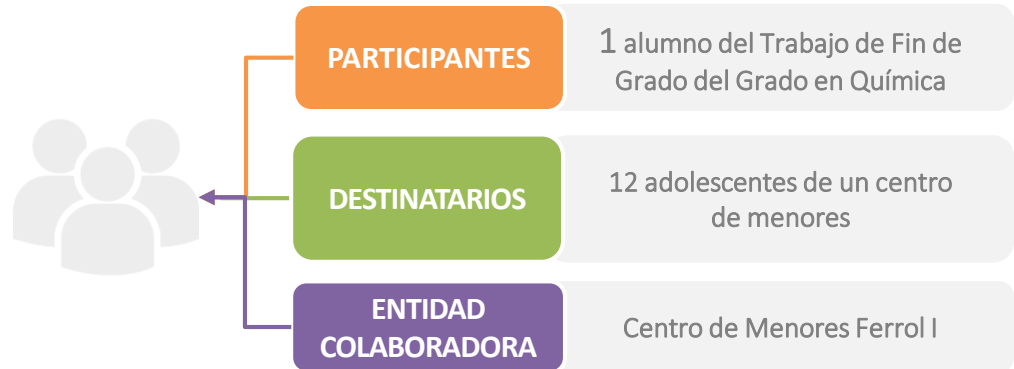 PARTICIPANTES
1 alumno del Trabajo de Fin de
Grado del Grado en Química
DESTINATARIOS
12 adolescentes de un centro
de menores
ENTIDAD
COLABORADORA
Centro de Menores Ferrol I